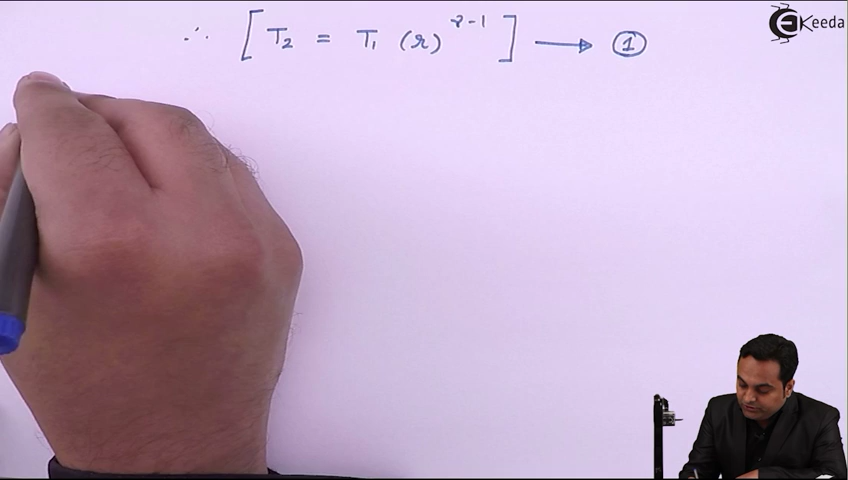 ∴ [ T₂ = T₁ (r)^(γ-1) ] → ①
EKeeda